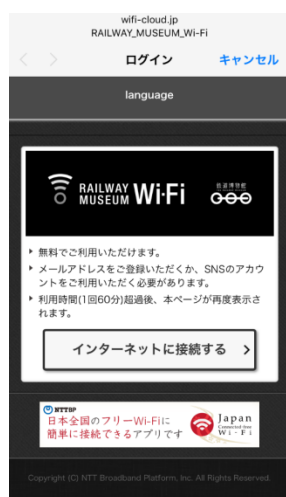 wifi-cloud.jp
RAILWAY_MUSEUM_Wi-Fi
ログイン
キャンセル
language
RAILWAY
MUSEUM
Wi-Fi
鉄道博物館
無料でご利用いただけます。
メールアドレスをご登録いただくか、SNSのアカウ
ントをご利用いただく必要があります。
利用時間(1回60分)超過後、本ページが再度表示さ
れます。
インターネットに接続する
NTTBP
日本全国のフリーWi-Fiに
簡単に接続できるアプリです
Japan
Connected-free
Wi-Fi
Copyright (C) NTT Broadband Platform, Inc. All Rights Reserved.